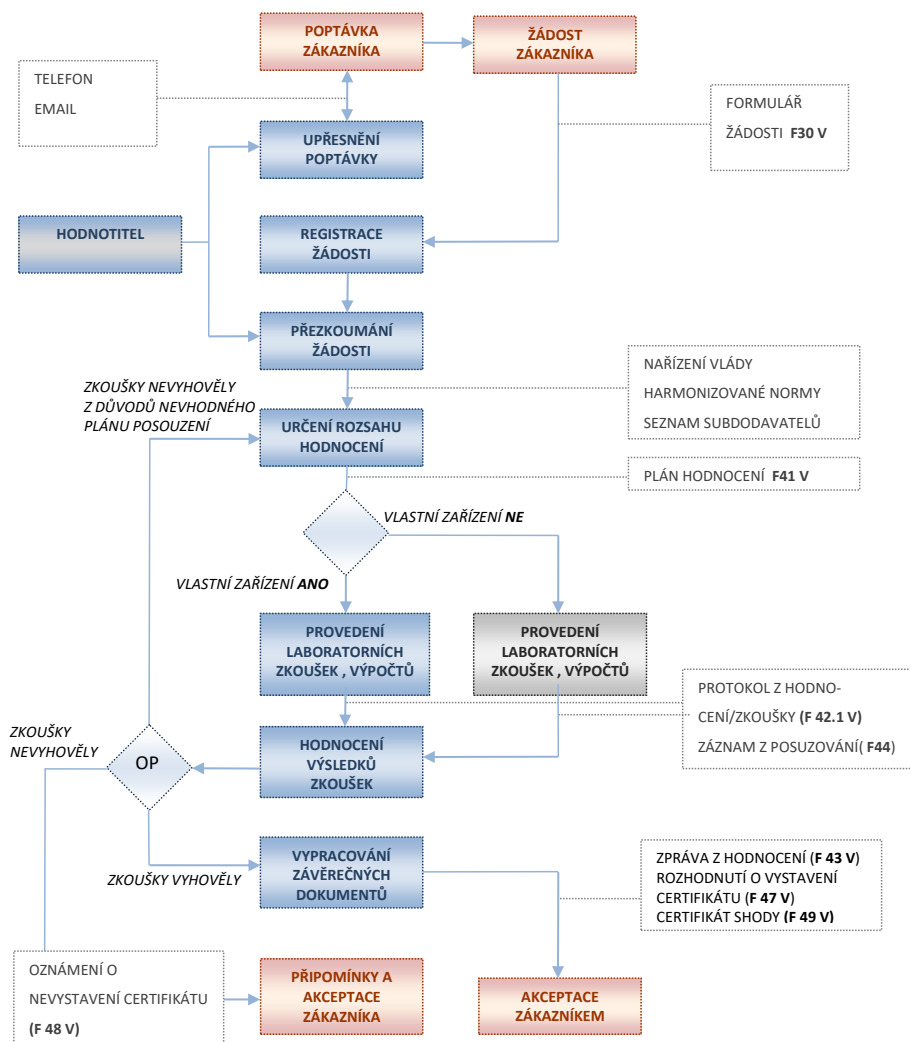 POPTÁVKA
ZÁKAZNÍKA
ŽÁDOST
ZÁKAZNÍKA
TELEFON
EMAIL
FORMULÁŘ
ŽÁDOSTI F30 V
UPŘESNĚNÍ
POPTÁVKY
HODNOTITEL
REGISTRACE
ŽÁDOSTI
PŘEZKOUMÁNÍ
ŽÁDOSTI
NAŘÍZENÍ VLÁDY
HARMONIZOVANÉ NORMY
SEZNAM SUBDODAVATELŮ
ZKOUŠKY NEVYHOVĚLY
Z DŮVODŮ NEVHODNÉHO
PLÁNU POSOUZENÍ
URČENÍ ROZSAHU
HODNOCENÍ
PLÁN HODNOCENÍ F41 V
VLASTNÍ ZAŘÍZENÍ NE
VLASTNÍ ZAŘÍZENÍ ANO
PROVEDENÍ
LABORATORNÍCH
ZKOUŠEK , VÝPOČTŮ
PROVEDENÍ
LABORATORNÍCH
ZKOUŠEK , VÝPOČTŮ
PROTOKOL Z HODNO-
CENÍ/ZKOUŠKY (F 42.1 V)
ZÁZNAM Z POSUZOVÁNÍ( F44)
ZKOUŠKY
NEVYHOVĚLY
OP
HODNOCENÍ
VÝSLEDKŮ
ZKOUŠEK
ZKOUŠKY VYHOVĚLY
VYPRACOVÁNÍ
ZÁVĚREČNÝCH
DOKUMENTŮ
ZPRÁVA Z HODNOCENÍ (F 43 V)
ROZHODNUTÍ O VYSTAVENÍ
CERTIFIKÁTU (F 47 V)
CERTIFIKÁT SHODY (F 49 V)
OZNÁMENÍ O
NEVYSTAVENÍ CERTIFIKÁTU
(F 48 V)
PŘIPOMÍNKY A
AKCEPTACE
ZÁKAZNÍKA
AKCEPTACE
ZÁKAZNÍKEM